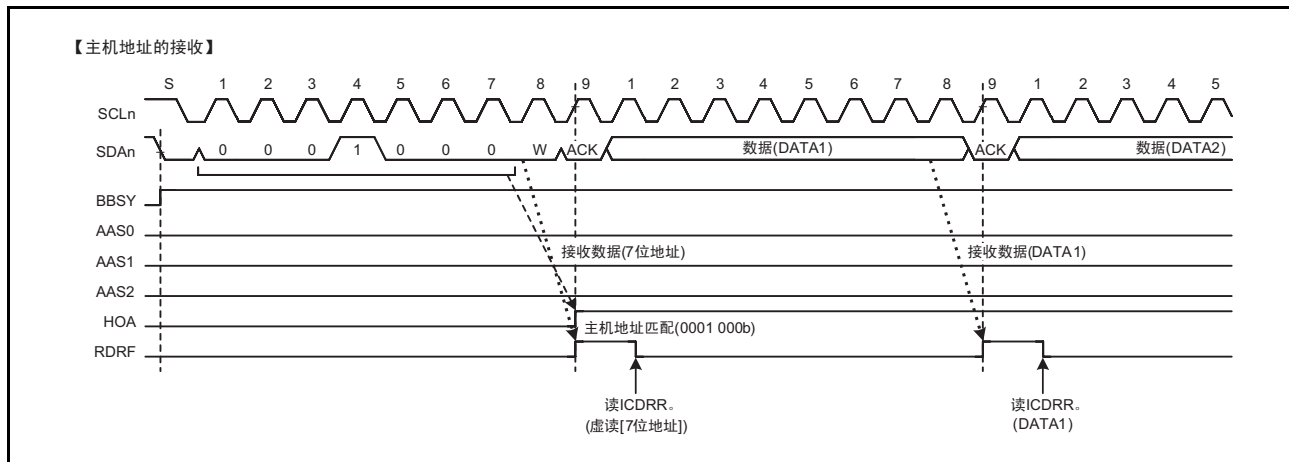 【主机地址的接收】
S 1 2 3 4 5 6 7 8 9 1 2 3 4 5 6 7 8 9 1 2 3 4 5
SCLn
SDAn 0 0 0 1 0 0 0 W ACK 数据(DATA1) ACK 数据(DATA2)
BBSY
AAS0
接收数据(7位地址) 接收数据(DATA1)
AAS1
AAS2
HOA
主机地址匹配(0001 000b)
RDRF
读ICDRR。 读ICDRR。
(虚读[7位地址]) (DATA1)